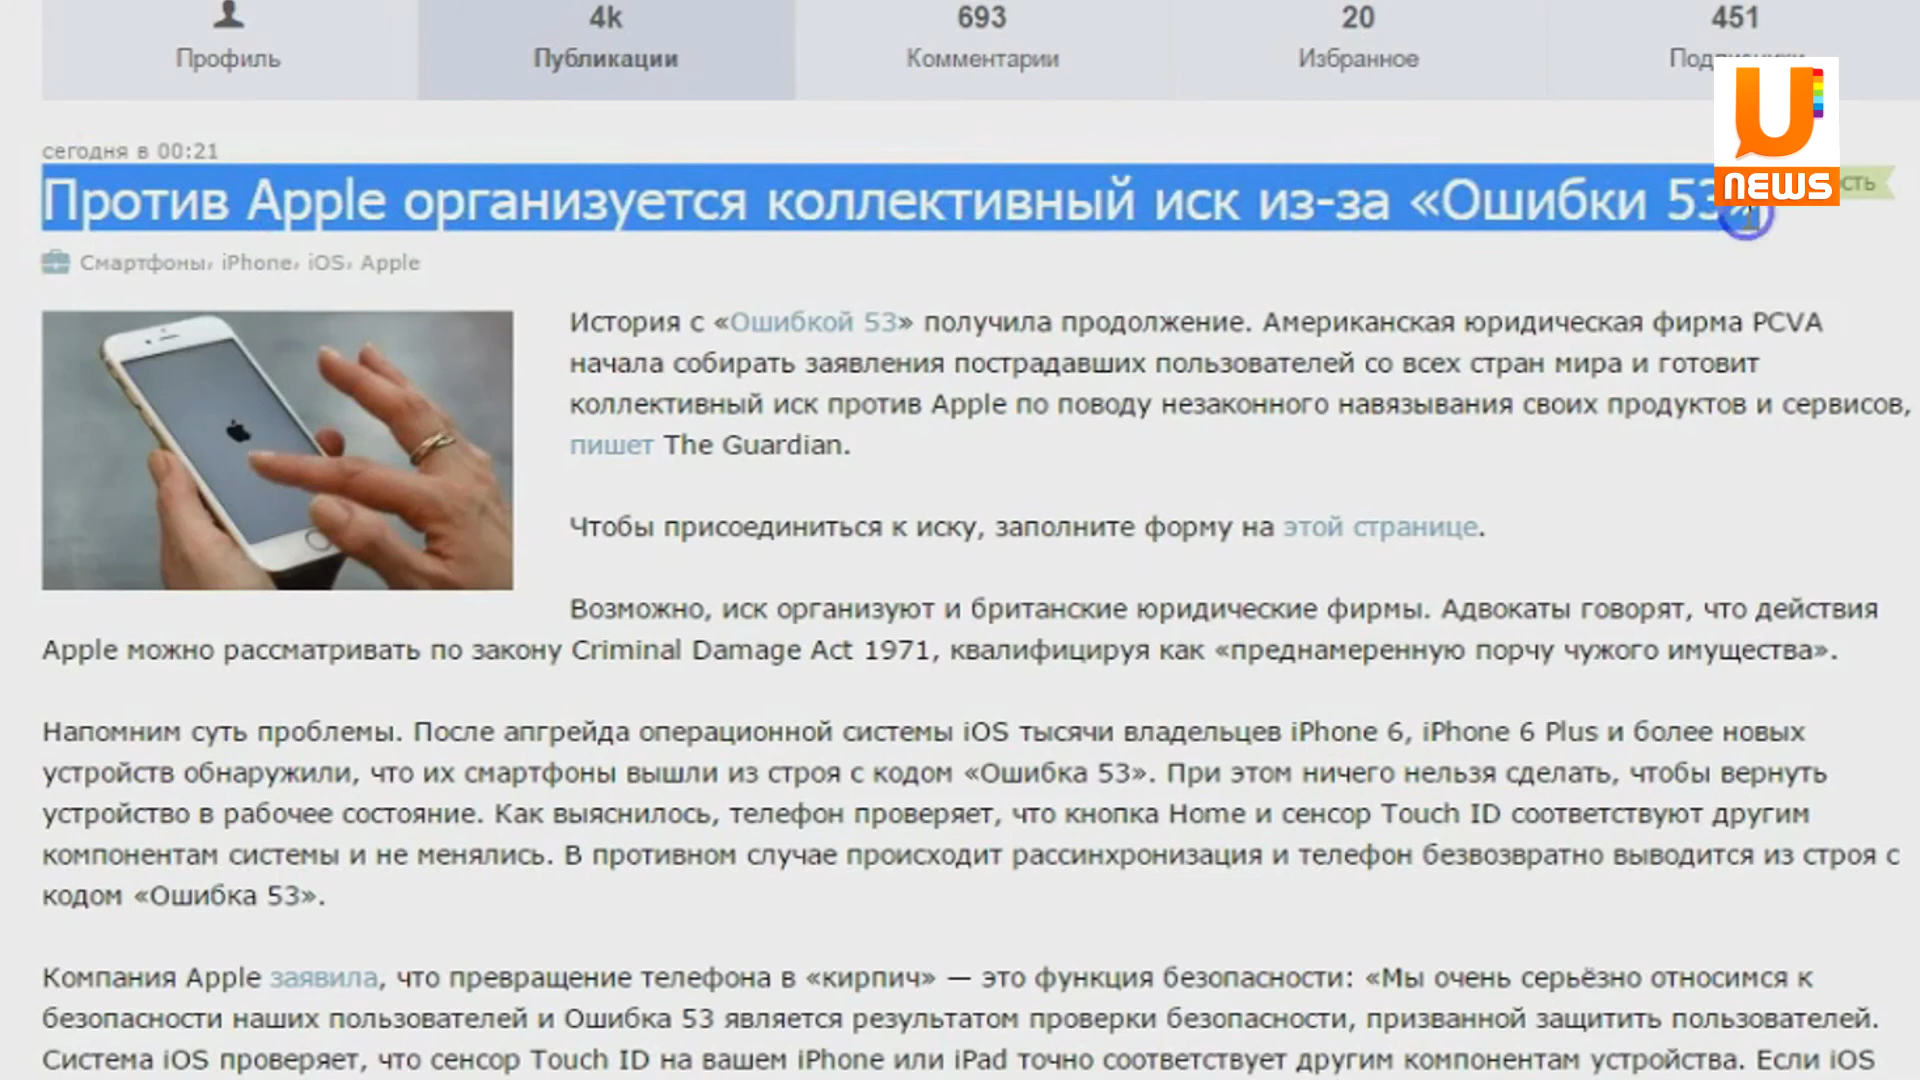 4k
693
20
451
Профиль
Публикации
Комментарии
Избранное
сегодня в 00:21
Против Apple организуется коллективный иск из-за «Ошибки 53»
U
NEWS
Смартфоны, iPhone, iOS, Apple
История с «Ошибкой 53» получила продолжение. Американская юридическая фирма PCVA
начала собирать заявления пострадавших пользователей со всех стран мира и готовит
коллективный иск против Apple по поводу незаконного навязывания своих продуктов и сервисов,
пишет The Guardian.
Чтобы присоединиться к иску, заполните форму на этой странице.
Возможно, иск организуют и британские юридические фирмы. Адвокаты говорят, что действия
Apple можно рассматривать по закону Criminal Damage Act 1971, квалифицируя как «преднамеренную порчу чужого имущества».
Напомним суть проблемы. После апгрейда операционной системы iOS тысячи владельцев iPhone 6, iPhone 6 Plus и более новых
устройств обнаружили, что их смартфоны вышли из строя с кодом «Ошибка 53». При этом ничего нельзя сделать, чтобы вернуть
устройство в рабочее состояние. Как выяснилось, телефон проверяет, что кнопка Home и сенсор Touch ID соответствуют другим
компонентам системы и не менялись. В противном случае происходит рассинхронизация и телефон безвозвратно выводится из строя с
кодом «Ошибка 53».
Компания Apple заявила, что превращение телефона в «кирпич» — это функция безопасности: «Мы очень серьёзно относимся к
безопасности наших пользователей и Ошибка 53 является результатом проверки безопасности, призванной защитить пользователей.
Система iOS проверяет, что сенсор Touch ID на вашем iPhone или iPad точно соответствует другим компонентам устройства. Если iOS